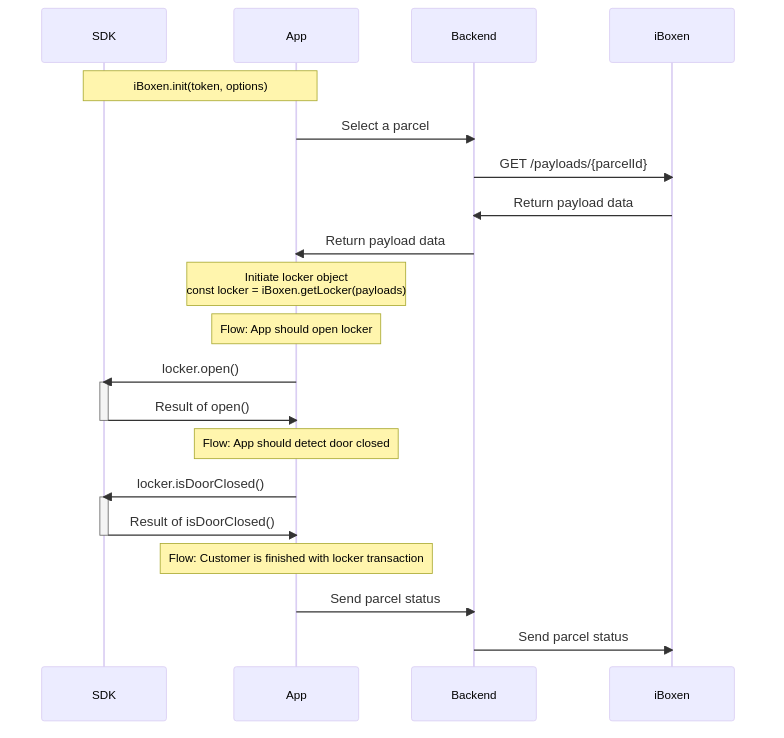 SDK
App
Backend
iBoxen
iBoxen.init(token, options)
Select a parcel
GET /payloads/{parcelId}
Return payload data
Return payload data
Initiate locker object
const locker = iBoxen.getLocker(payloads)
Flow: App should open locker
locker.open()
Result of open()
Flow: App should detect door closed
locker.isDoorClosed()
Result of isDoorClosed()
Flow: Customer is finished with locker transaction
Send parcel status
Send parcel status
SDK
App
Backend
iBoxen